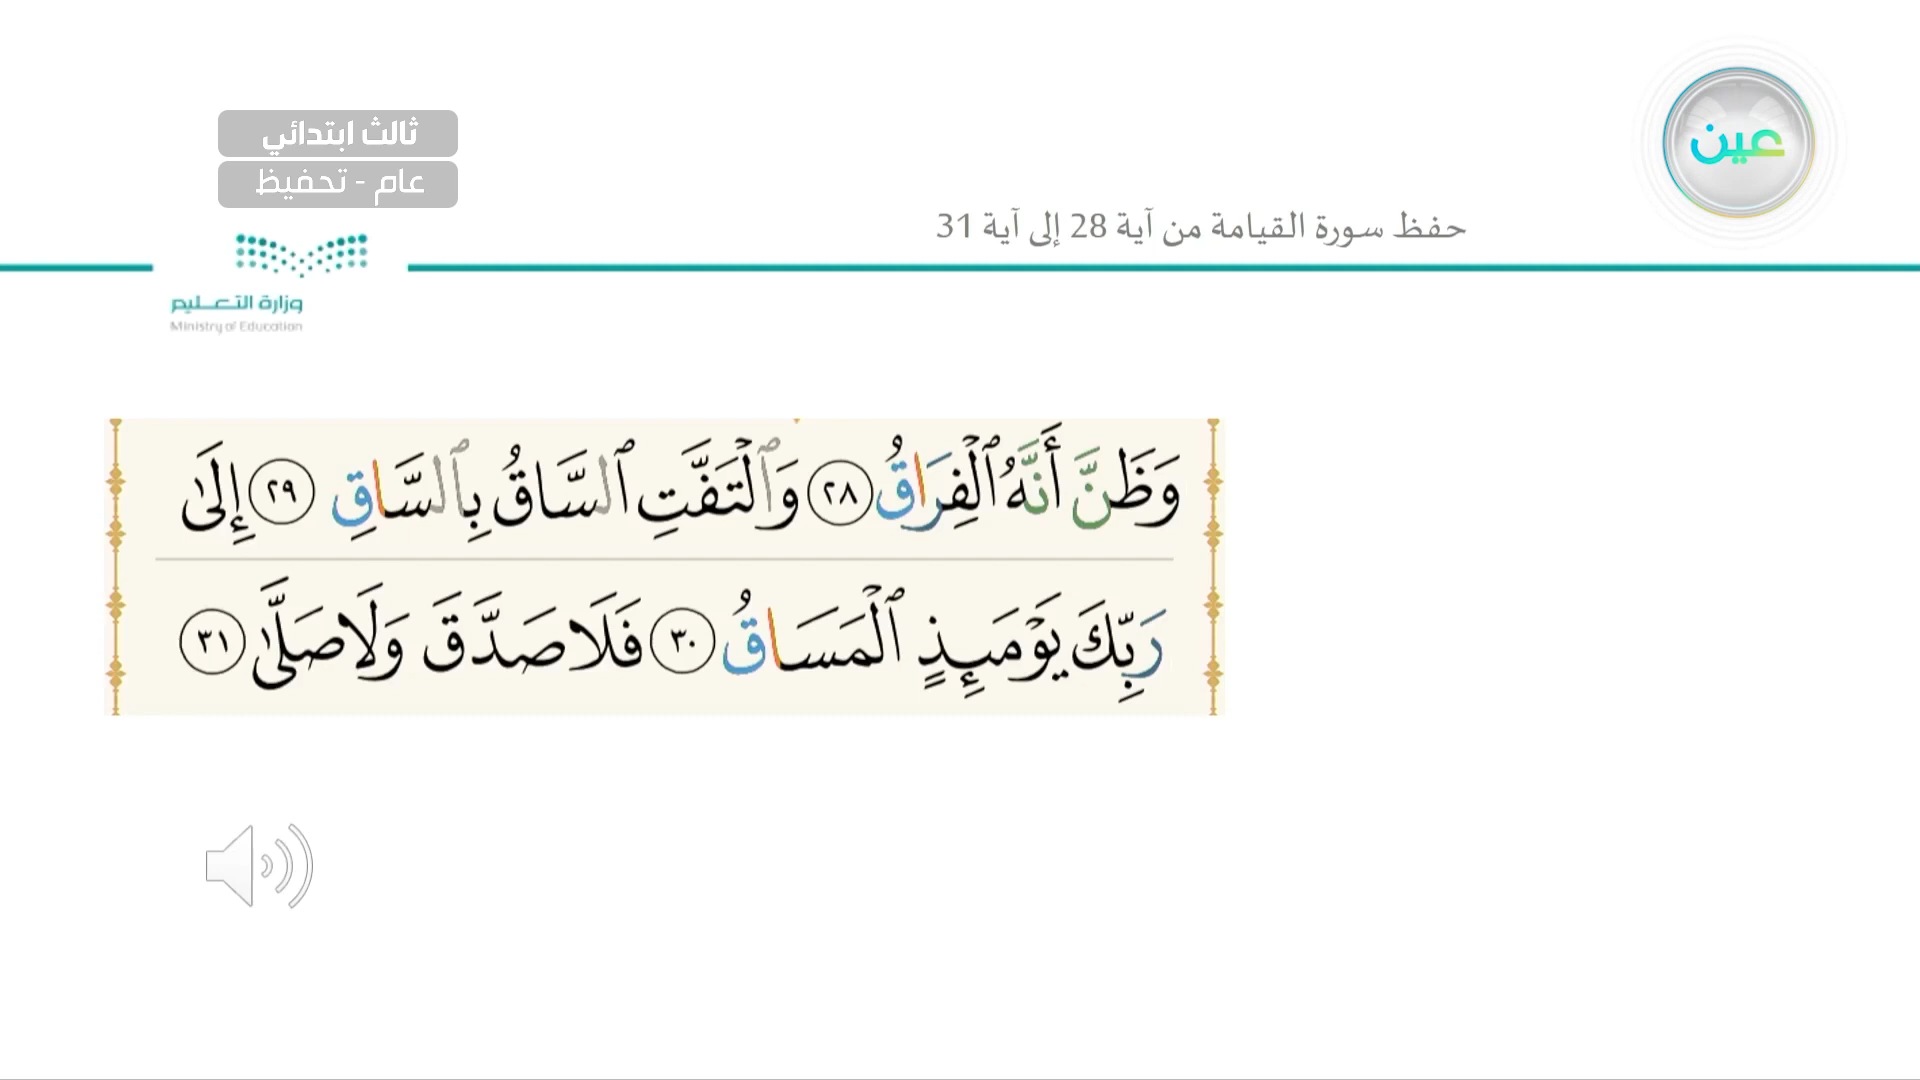 عين
ثالث ابتدائي
عام - تحفيظ
حفظ سورة القيامة من آية 28 إلى آية 31
وزارة التعليم
Ministry of Education
وَظَنَّ أَنَّهُ ٱلْفِرَاقُ ٢٨ وَٱلْتَفَّتِ ٱلسَّاقُ بِٱلسَّاقِ ٢٩ إِلَىٰ
رَبِّكَ يَوْمَئِذٍ ٱلْمَسَاقُ ٣٠ فَلَا صَدَّقَ وَلَا صَلَّىٰ ٣١